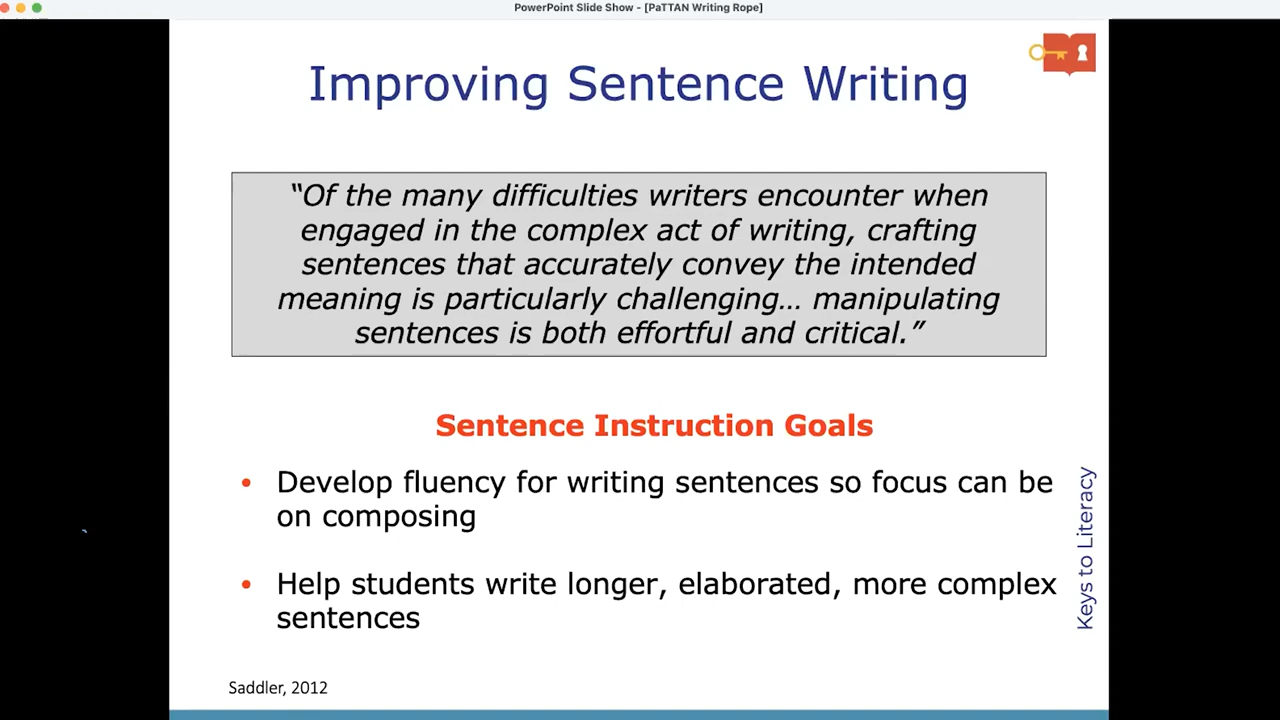 PowerPoint Slide Show - [PaTTAN Writing Rope]
Improving Sentence Writing
“Of the many difficulties writers encounter when
engaged in the complex act of writing, crafting
sentences that accurately convey the intended
meaning is particularly challenging… manipulating
sentences is both effortful and critical.”
Sentence Instruction Goals
• Develop fluency for writing sentences so focus can be
on composing
• Help students write longer, elaborated, more complex
sentences
Keys to Literacy
Saddler, 2012